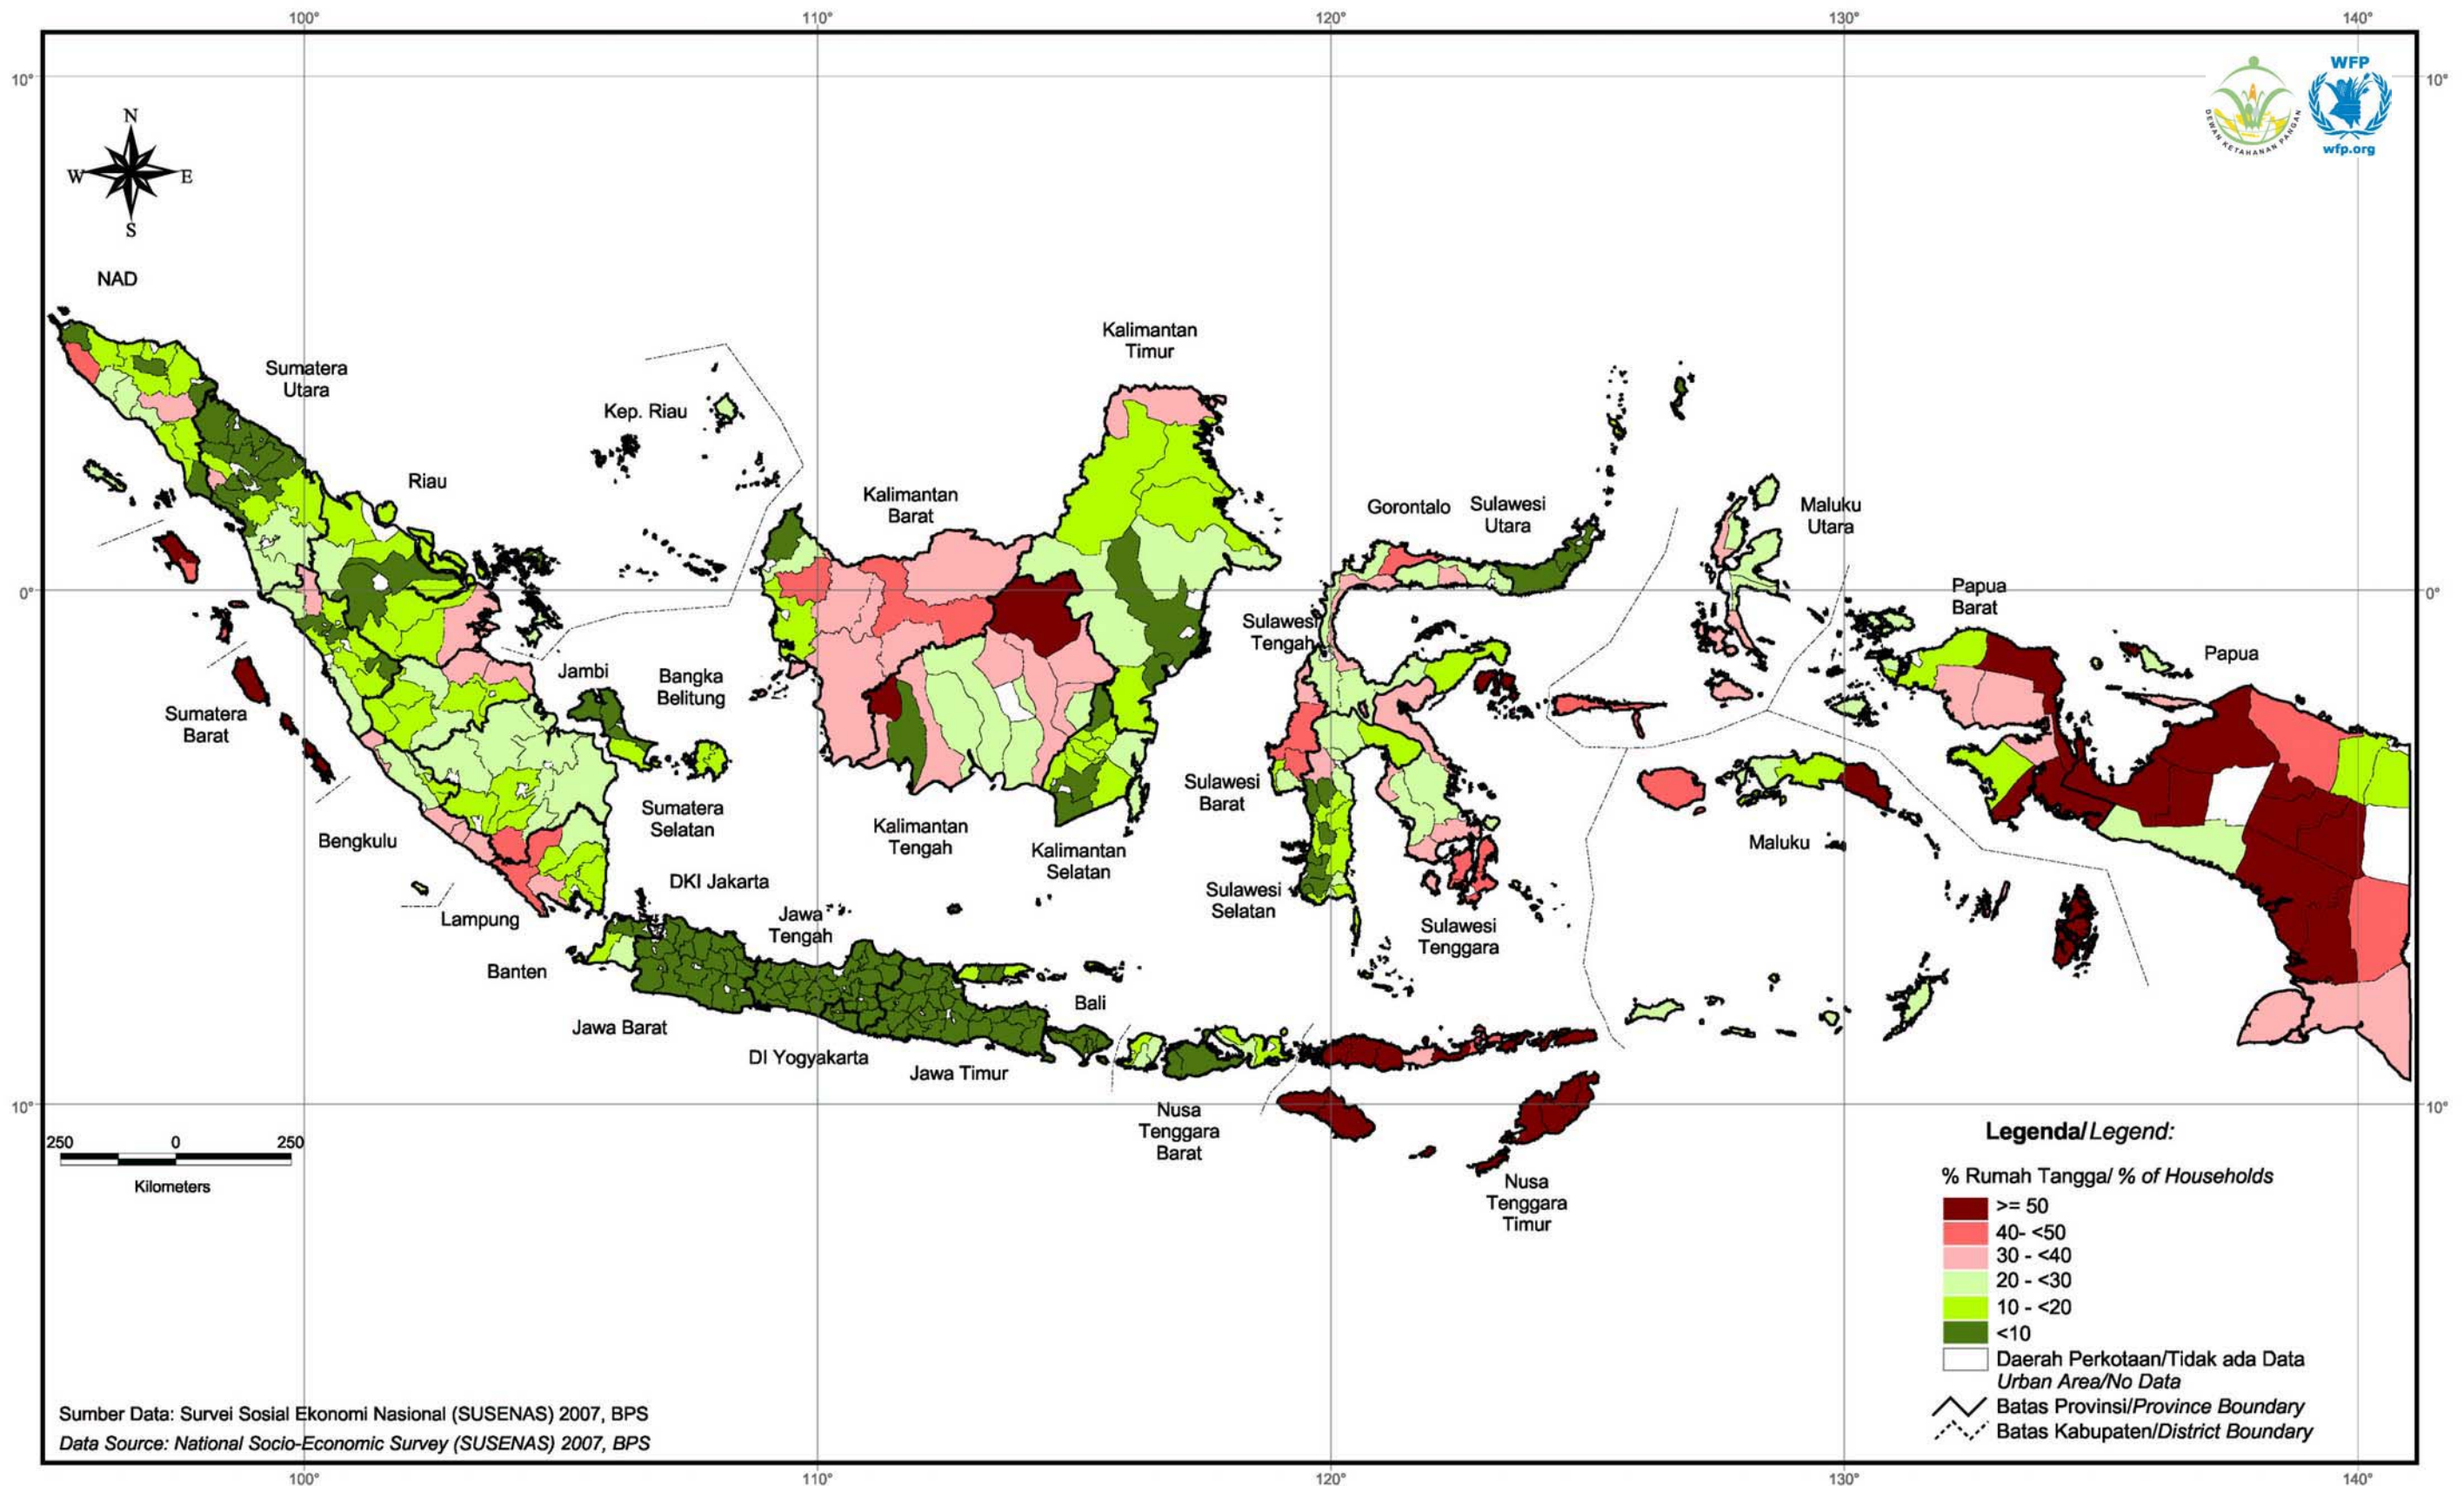 100° 110° 120° 130° 140°
10° 10°
WFP
DEWAN KETAHANAN PANGAN
wfp.org
N
W E
S
NAD
Kalimantan
Timur
Sumatera
Utara
Kep. Riau
Riau
Kalimantan
Barat
Gorontalo
Sulawesi
Utara
Maluku
Utara
0° 0°
Papua
Barat
Sulawesi
Tengah
Papua
Jambi
Bangka
Belitung
Sumatera
Barat
Sulawesi
Barat
Sumatera
Selatan
Bengkulu
Kalimantan
Tengah
Kalimantan
Selatan
Maluku
DKI Jakarta
Sulawesi
Selatan
Lampung
Jawa
Tengah
Sulawesi
Tenggara
Banten
Bali
Jawa Barat
DI Yogyakarta
Jawa Timur
10° 10°
Nusa
Tenggara
Barat
250 0 250
Kilometers
Nusa
Tenggara
Timur
Legenda/Legend:
% Rumah Tangga/ % of Households
>= 50
40- <50
30 - <40
20 - <30
10 - <20
<10
Daerah Perkotaan/Tidak ada Data
Urban Area/No Data
Batas Provinsi/Province Boundary
Batas Kabupaten/District Boundary
Sumber Data: Survei Sosial Ekonomi Nasional (SUSENAS) 2007, BPS
Data Source: National Socio-Economic Survey (SUSENAS) 2007, BPS
100° 110° 120° 130° 140°